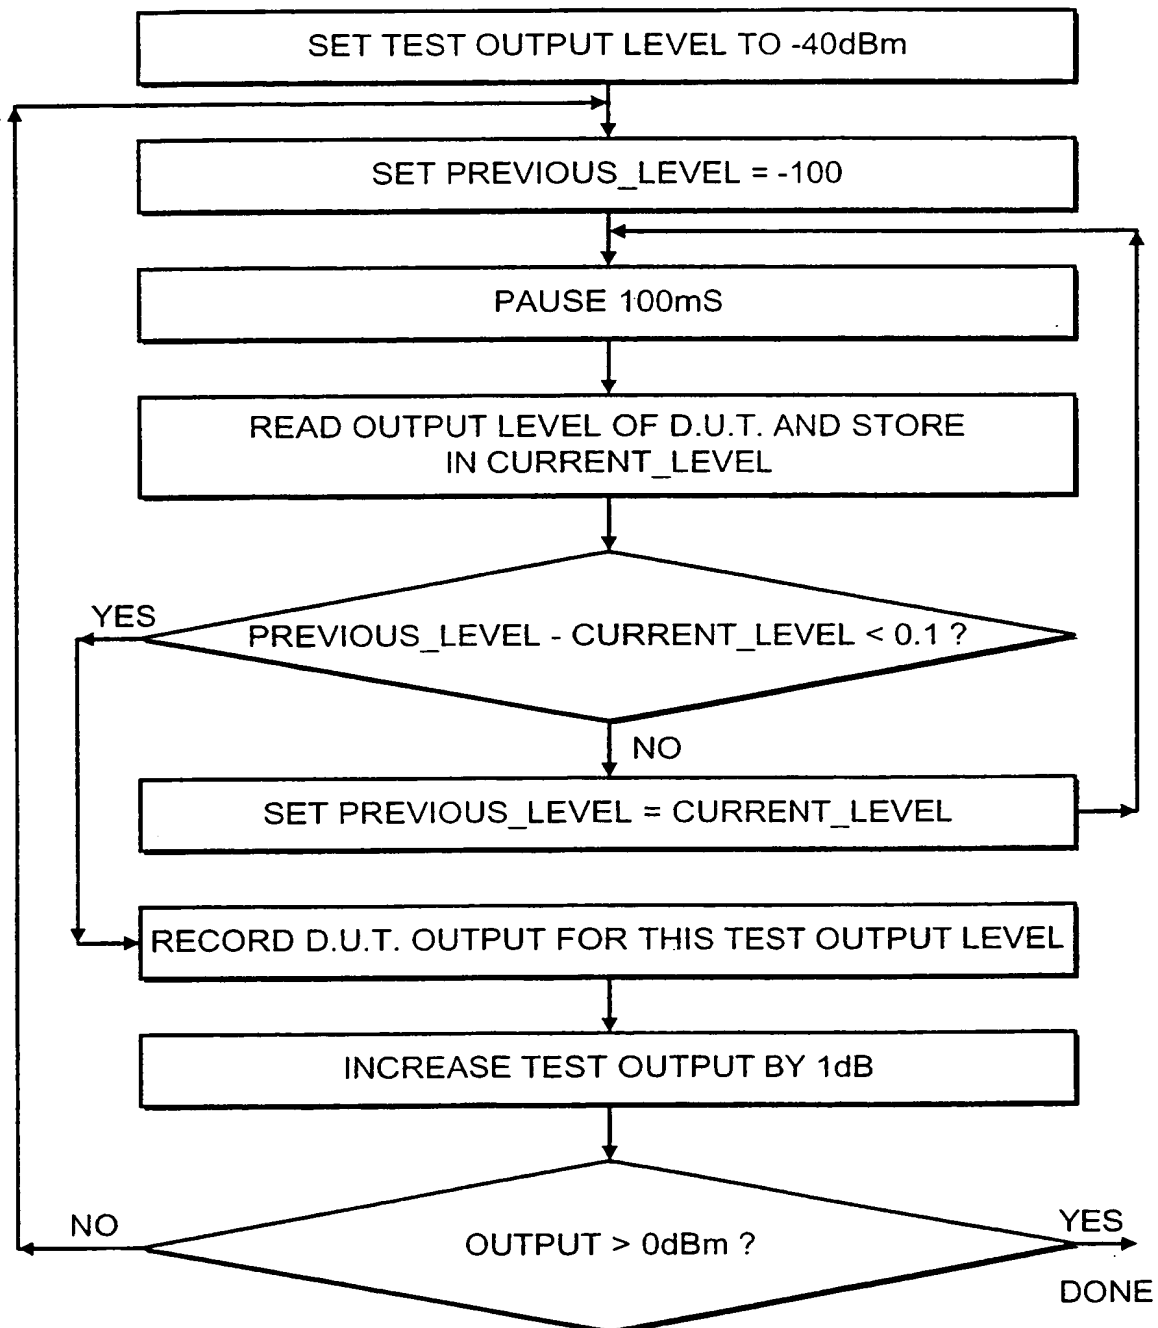 SET TEST OUTPUT LEVEL TO -40dBm
SET PREVIOUS_LEVEL = -100
PAUSE 100mS
READ OUTPUT LEVEL OF D.U.T. AND STORE
IN CURRENT_LEVEL
YES
PREVIOUS_LEVEL - CURRENT_LEVEL < 0.1 ?
NO
SET PREVIOUS_LEVEL = CURRENT_LEVEL
RECORD D.U.T. OUTPUT FOR THIS TEST OUTPUT LEVEL
INCREASE TEST OUTPUT BY 1dB
NO
OUTPUT > 0dBm ?
YES
DONE